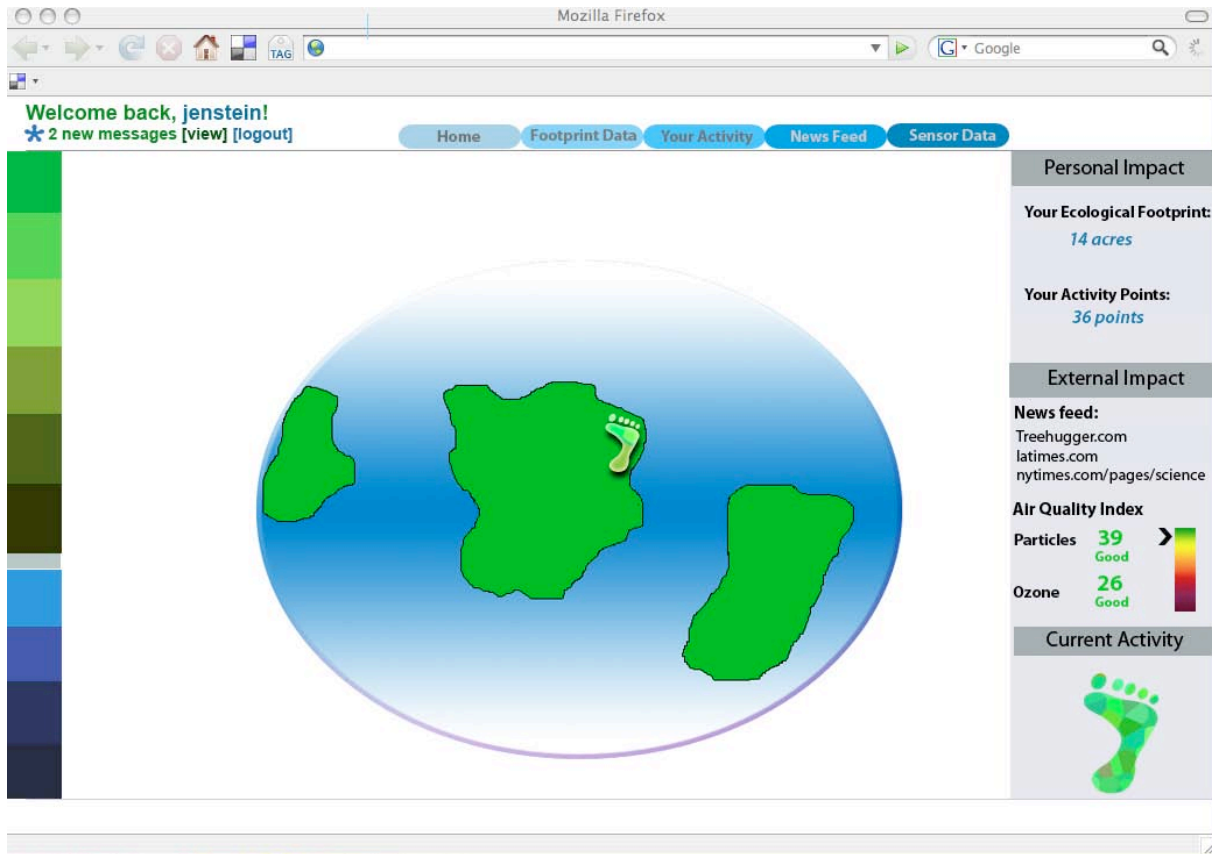 Mozilla Firefox
TAG
G Google
Welcome back, jenstein!
2 new messages [view] [logout]
Home
Footprint Data
Your Activity
News Feed
Sensor Data
Personal Impact
Your Ecological Footprint:
14 acres
Your Activity Points:
36 points
External Impact
News feed:
Treehugger.com
latimes.com
nytimes.com/pages/science
Air Quality Index
Particles 39
Good
Ozone 26
Good
Current Activity